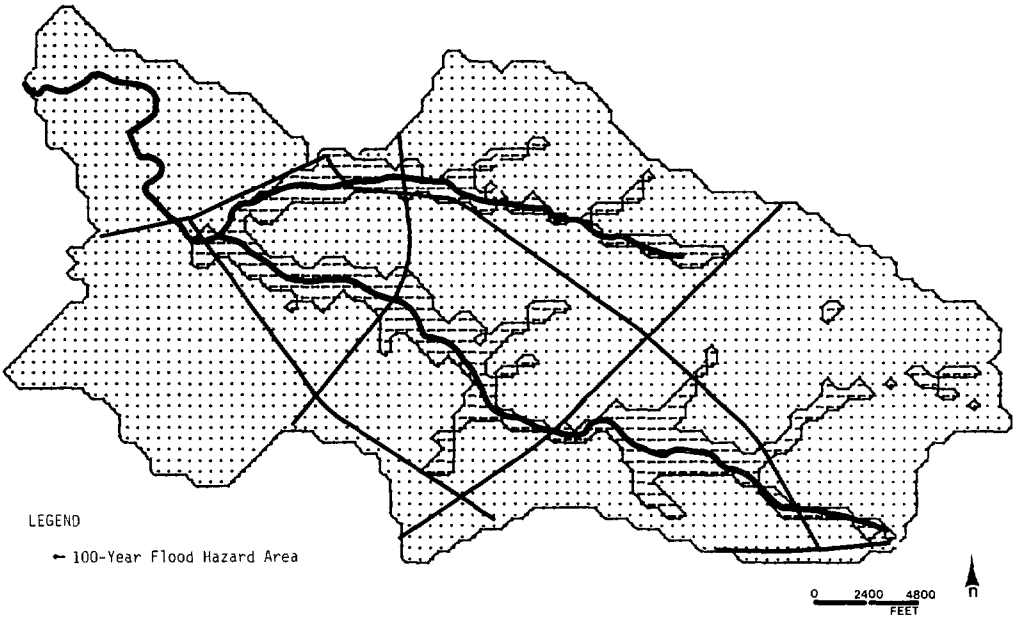 LEGEND
100-Year Flood Hazard Area
0 2400 4800
FEET
n